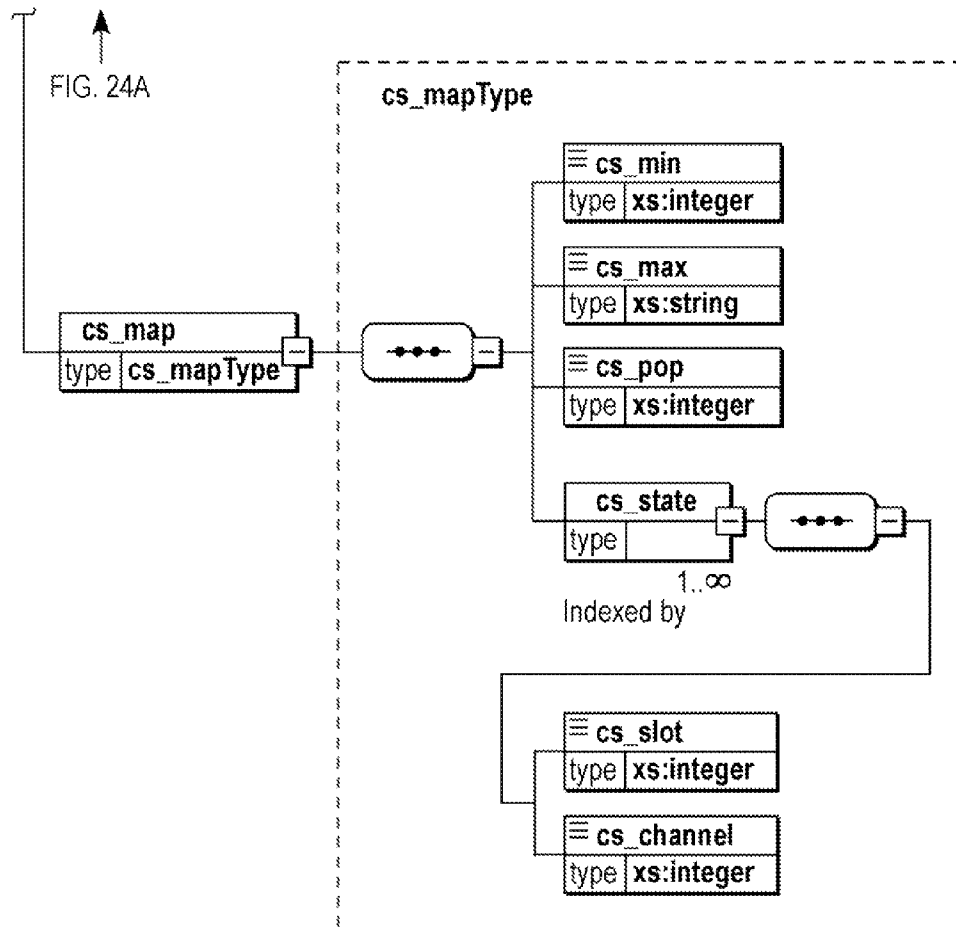 FIG. 24A
cs_mapType
cs_min
type xs:integer
cs_max
type xs:string
cs_map
type cs_mapType
cs_pop
type xs:integer
cs_state
type
1..∞
Indexed by
cs_slot
type xs:integer
cs_channel
type xs:integer